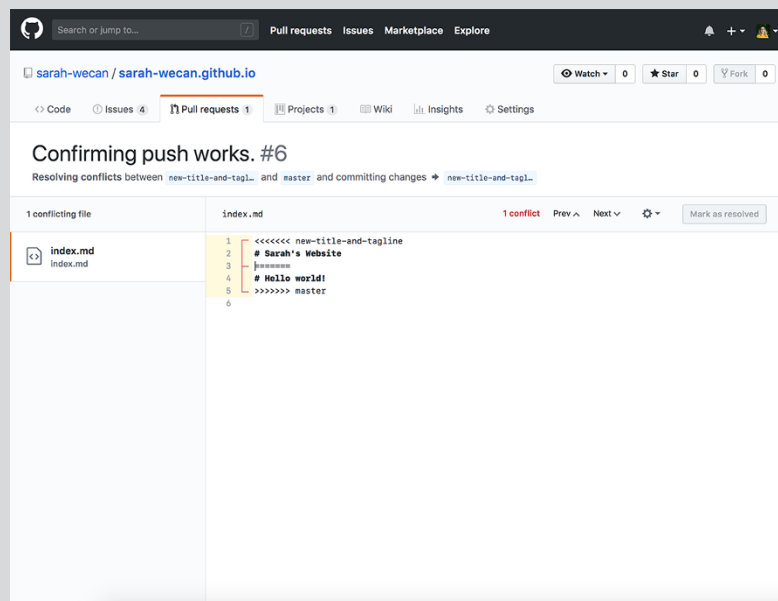 Search or jump to... /
Pull requests Issues Marketplace Explore
sarah-wecan / sarah-wecan.github.io
Watch 0 Star 0 Fork 0
Code Issues 4 Pull requests 1 Projects 1 Wiki Insights Settings
Confirming push works. #6
Resolving conflicts between new-title-and-tagl… and master and committing changes → new-title-and-tagl…
1 conflicting file
index.md 1 conflict Prev Next Mark as resolved
index.md
index.md
1 <<<<<<< new-title-and-tagline
2 # Sarah's Website
3 =======
4 # Hello world!
5 >>>>>>> master
6